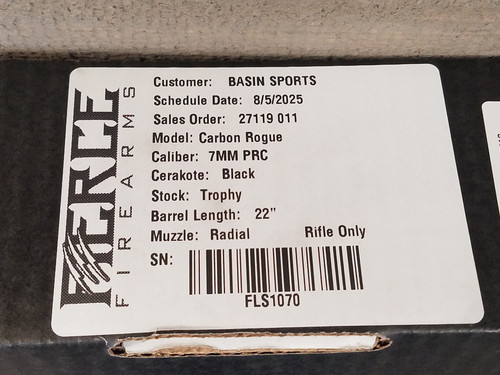 FIERCE
FIREARMS
Customer: BASIN SPORTS
Schedule Date: 8/5/2025
Sales Order: 27119 011
Model: Carbon Rogue
Caliber: 7MM PRC
Cerakote: Black
Stock: Trophy
Barrel Length: 22"
Muzzle: Radial Rifle Only
SN:
FLS1070